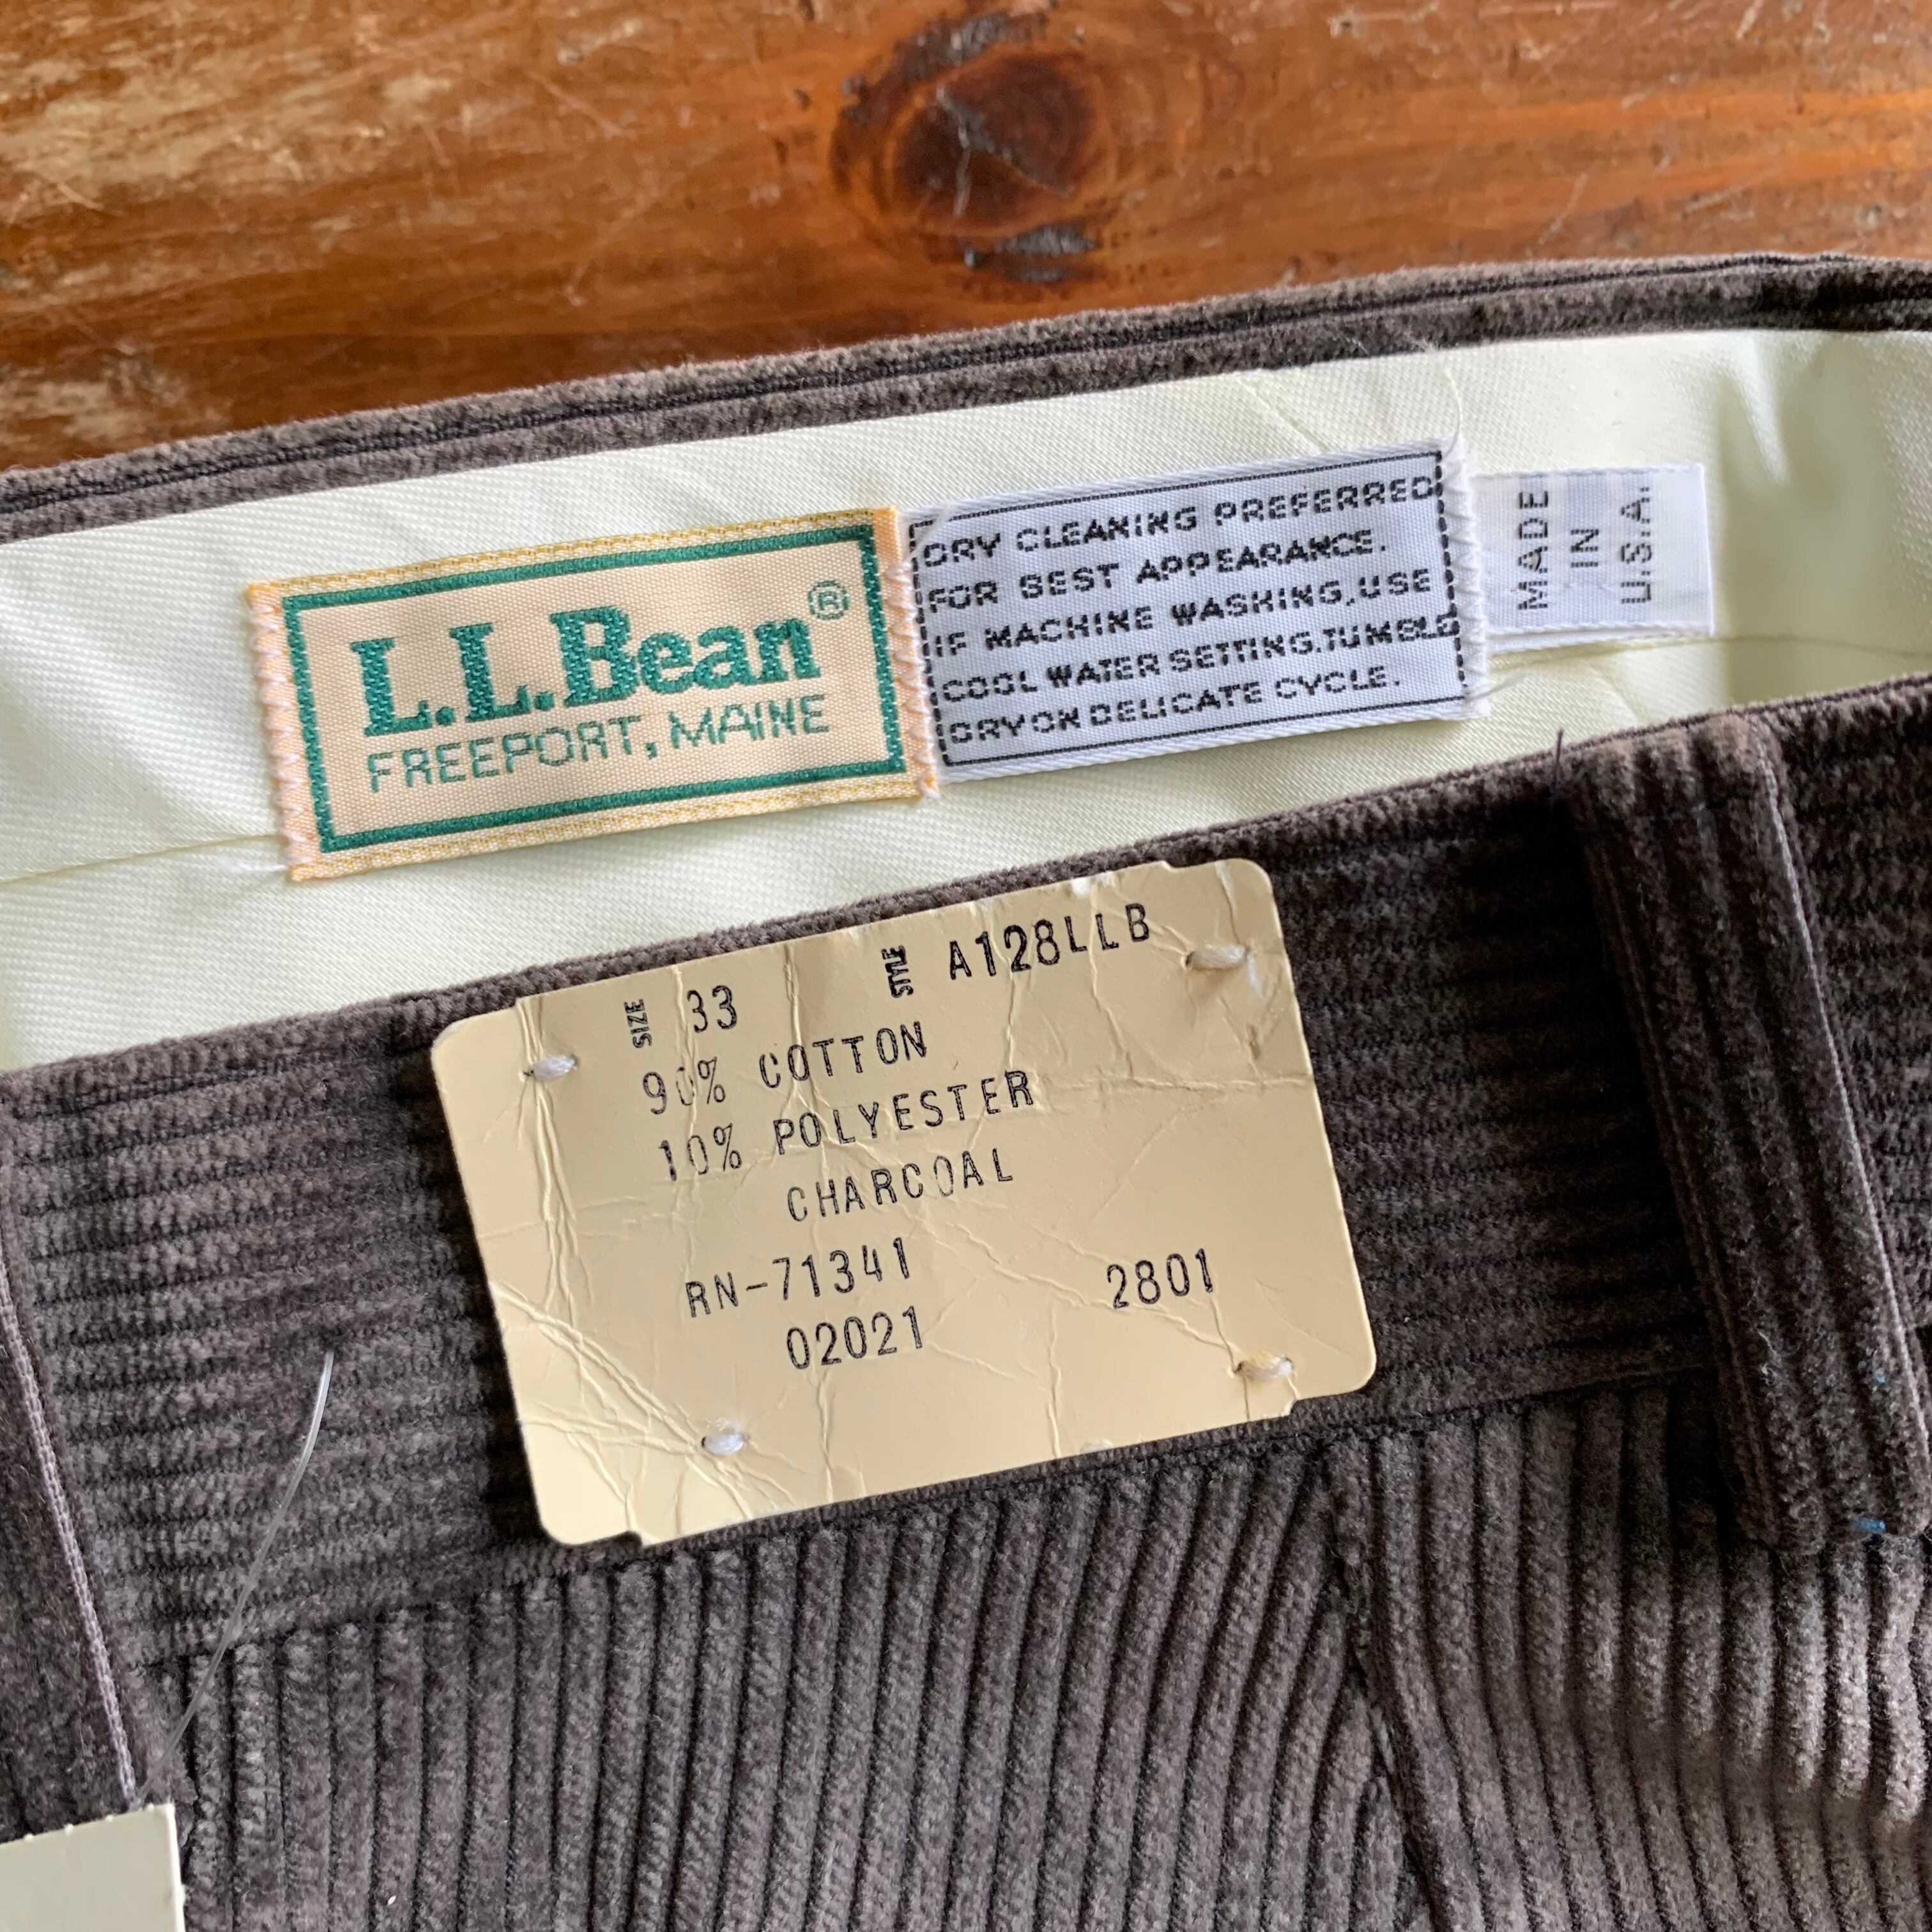 L.L.Bean®
FREEPORT, MAINE
DRY CLEANING PREFERRED
FOR BEST APPEARANCE.
IF MACHINE WASHING, USE
COOL WATER SETTING. TUMBLE
DRY ON DELICATE CYCLE.
MADE
IN
U.S.A.
SIZE 33 STYLE A128LLB
90% COTTON
10% POLYESTER
CHARCOAL
RN-71341
02021 2801